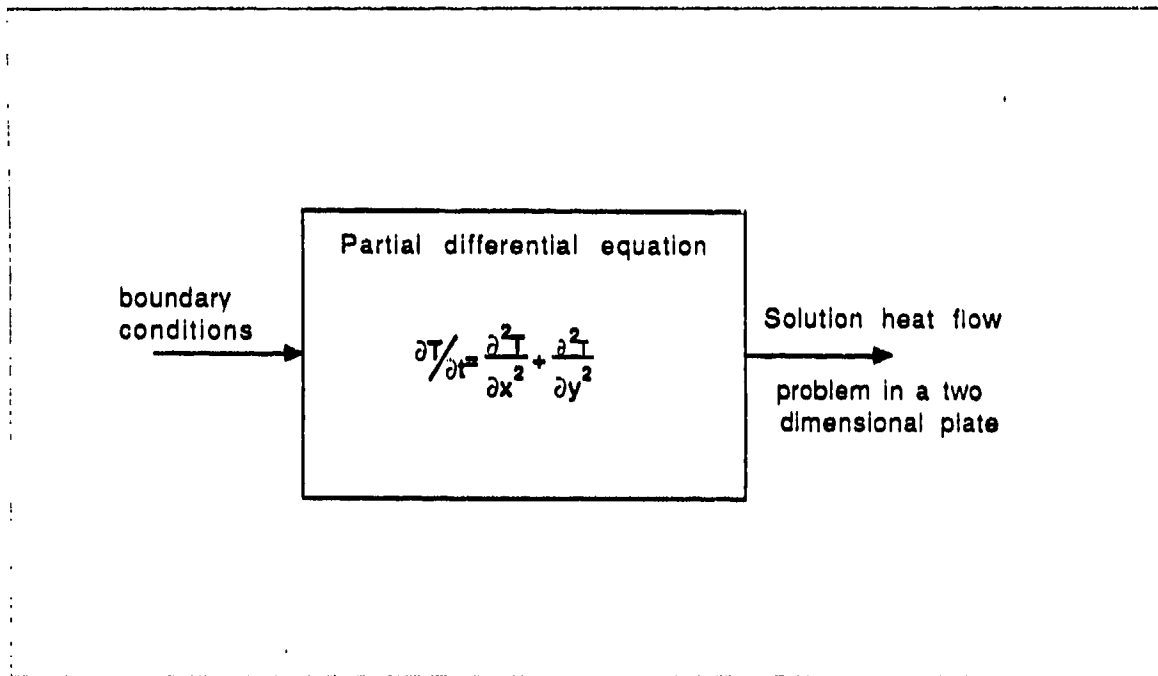 Partial differential equation
boundary
conditions
∂T/∂t = ∂²T/∂x² + ∂²T/∂y²
Solution heat flow
problem in a two
dimensional plate